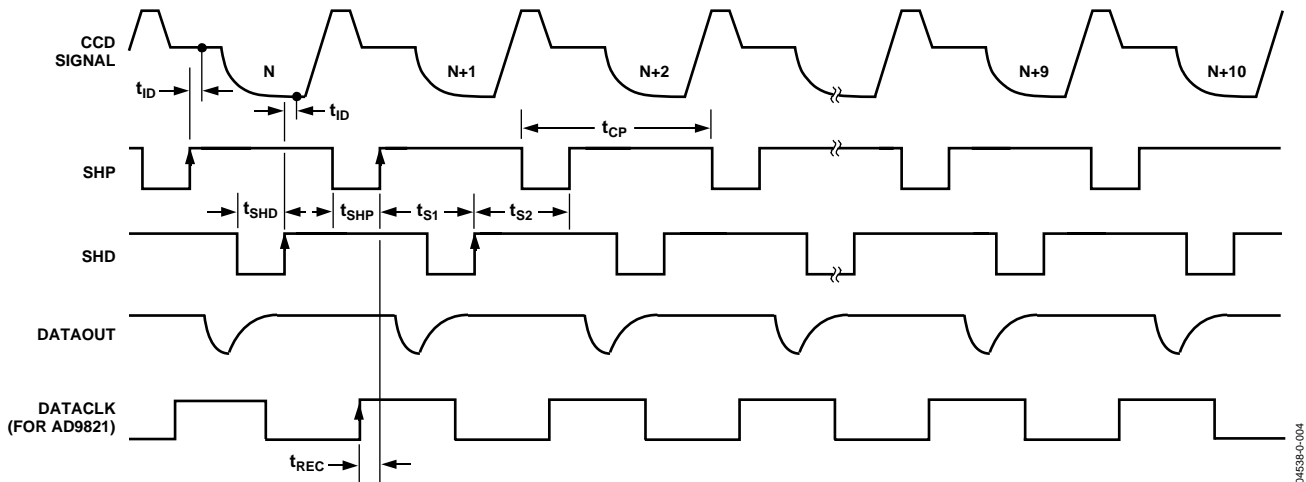 CCD
SIGNAL
N
N+1
N+2
N+9
N+10
tID
tID
tCP
SHP
tSHD
tSHP
tS1
tS2
SHD
DATAOUT
DATACLK
(FOR AD9821)
tREC
04538-0-004